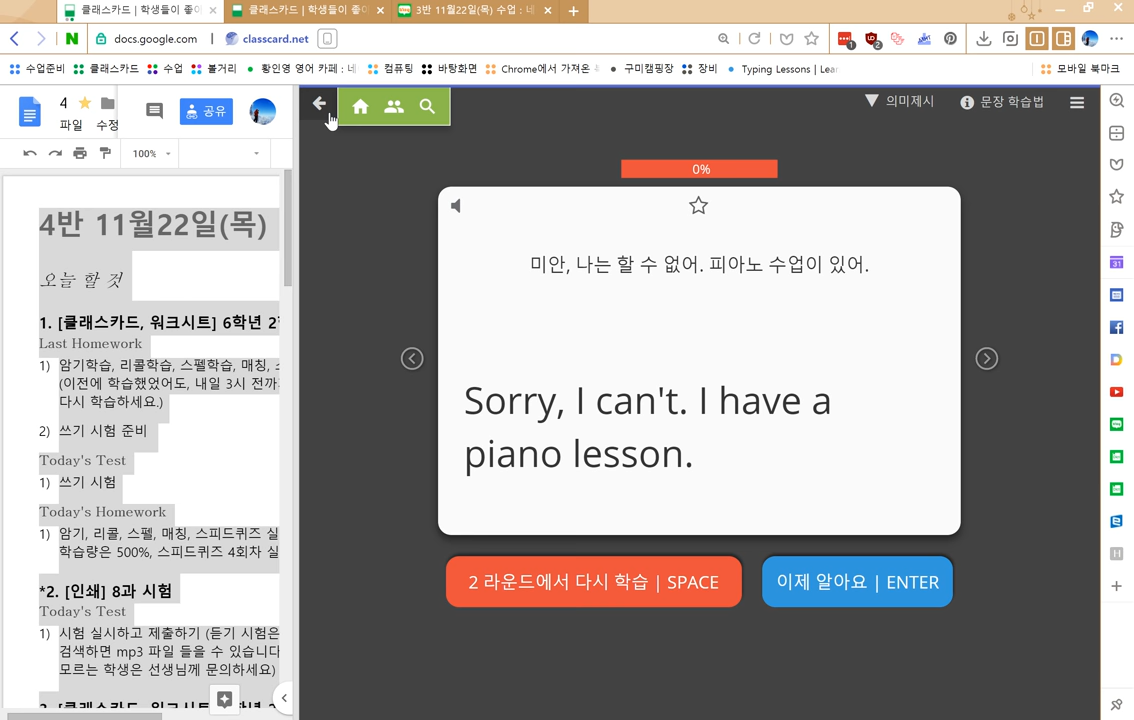 클래스카드 | 학생들이 좋아
클래스카드 | 학생들이 좋아
3반 11월22일(목) 수업 : 네
docs.google.com | classcard.net
수업준비 클래스카드 수업 볼거리 황인영 영어 카페 : 네 컴퓨팅 바탕화면 Chrome에서 가져온 구미캠핑장 장비 Typing Lessons | Lear 모바일 북마크
4
파일 수정
공유
100%
4반 11월22일(목)
오늘 할 것
1. [클래스카드, 워크시트] 6학년 2
Last Homework
1) 암기학습, 리콜학습, 스펠학습, 매칭,
(이전에 학습했었어도, 내일 3시 전까
다시 학습하세요.)
2) 쓰기 시험 준비
Today's Test
1) 쓰기 시험
Today's Homework
1) 암기, 리콜, 스펠, 매칭, 스피드퀴즈 실
학습량은 500%, 스피드퀴즈 4회차 실
*2. [인쇄] 8과 시험
Today's Test
1) 시험 실시하고 제출하기 (듣기 시험은
검색하면 mp3 파일 들을 수 있습니다
모르는 학생은 선생님께 문의하세요)
의미제시
문장 학습법
0%
미안, 나는 할 수 없어. 피아노 수업이 있어.
Sorry, I can't. I have a
piano lesson.
2 라운드에서 다시 학습 | SPACE
이제 알아요 | ENTER